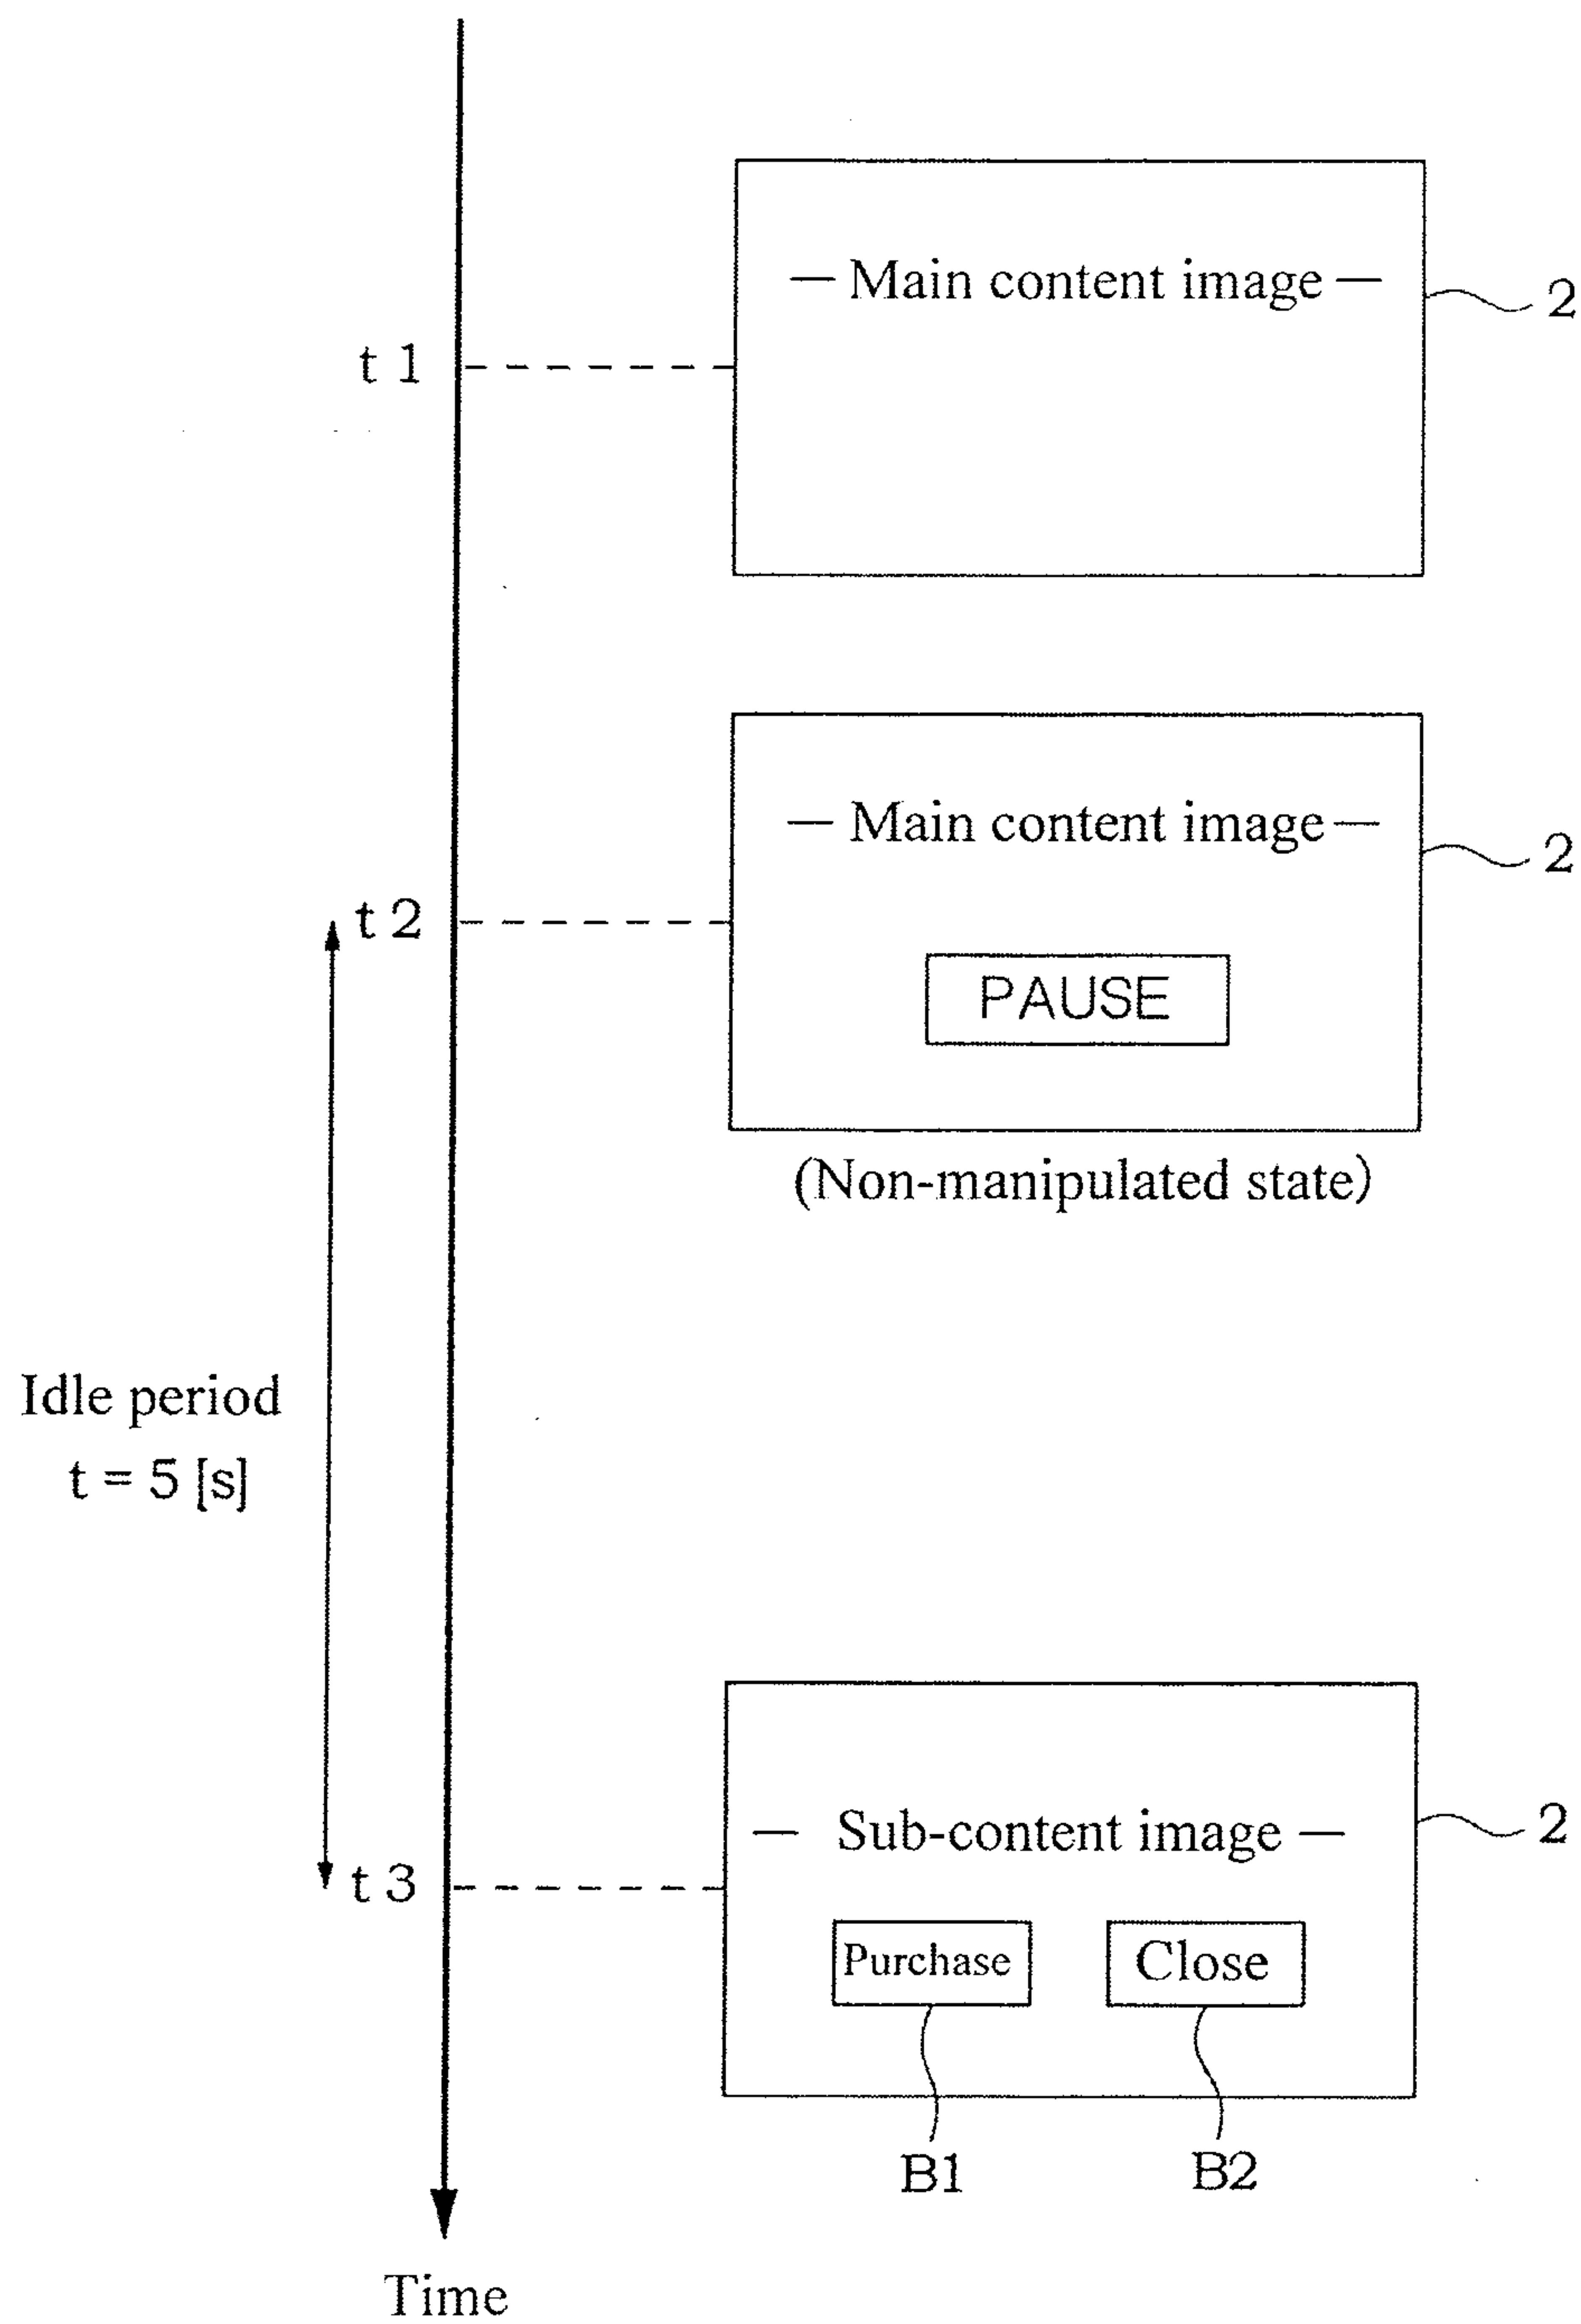 — Main content image —
2
t 1
— Main content image —
2
t 2
PAUSE
(Non-manipulated state)
Idle period
t = 5 [s]
— Sub-content image —
2
t 3
Purchase
Close
B1
B2
Time